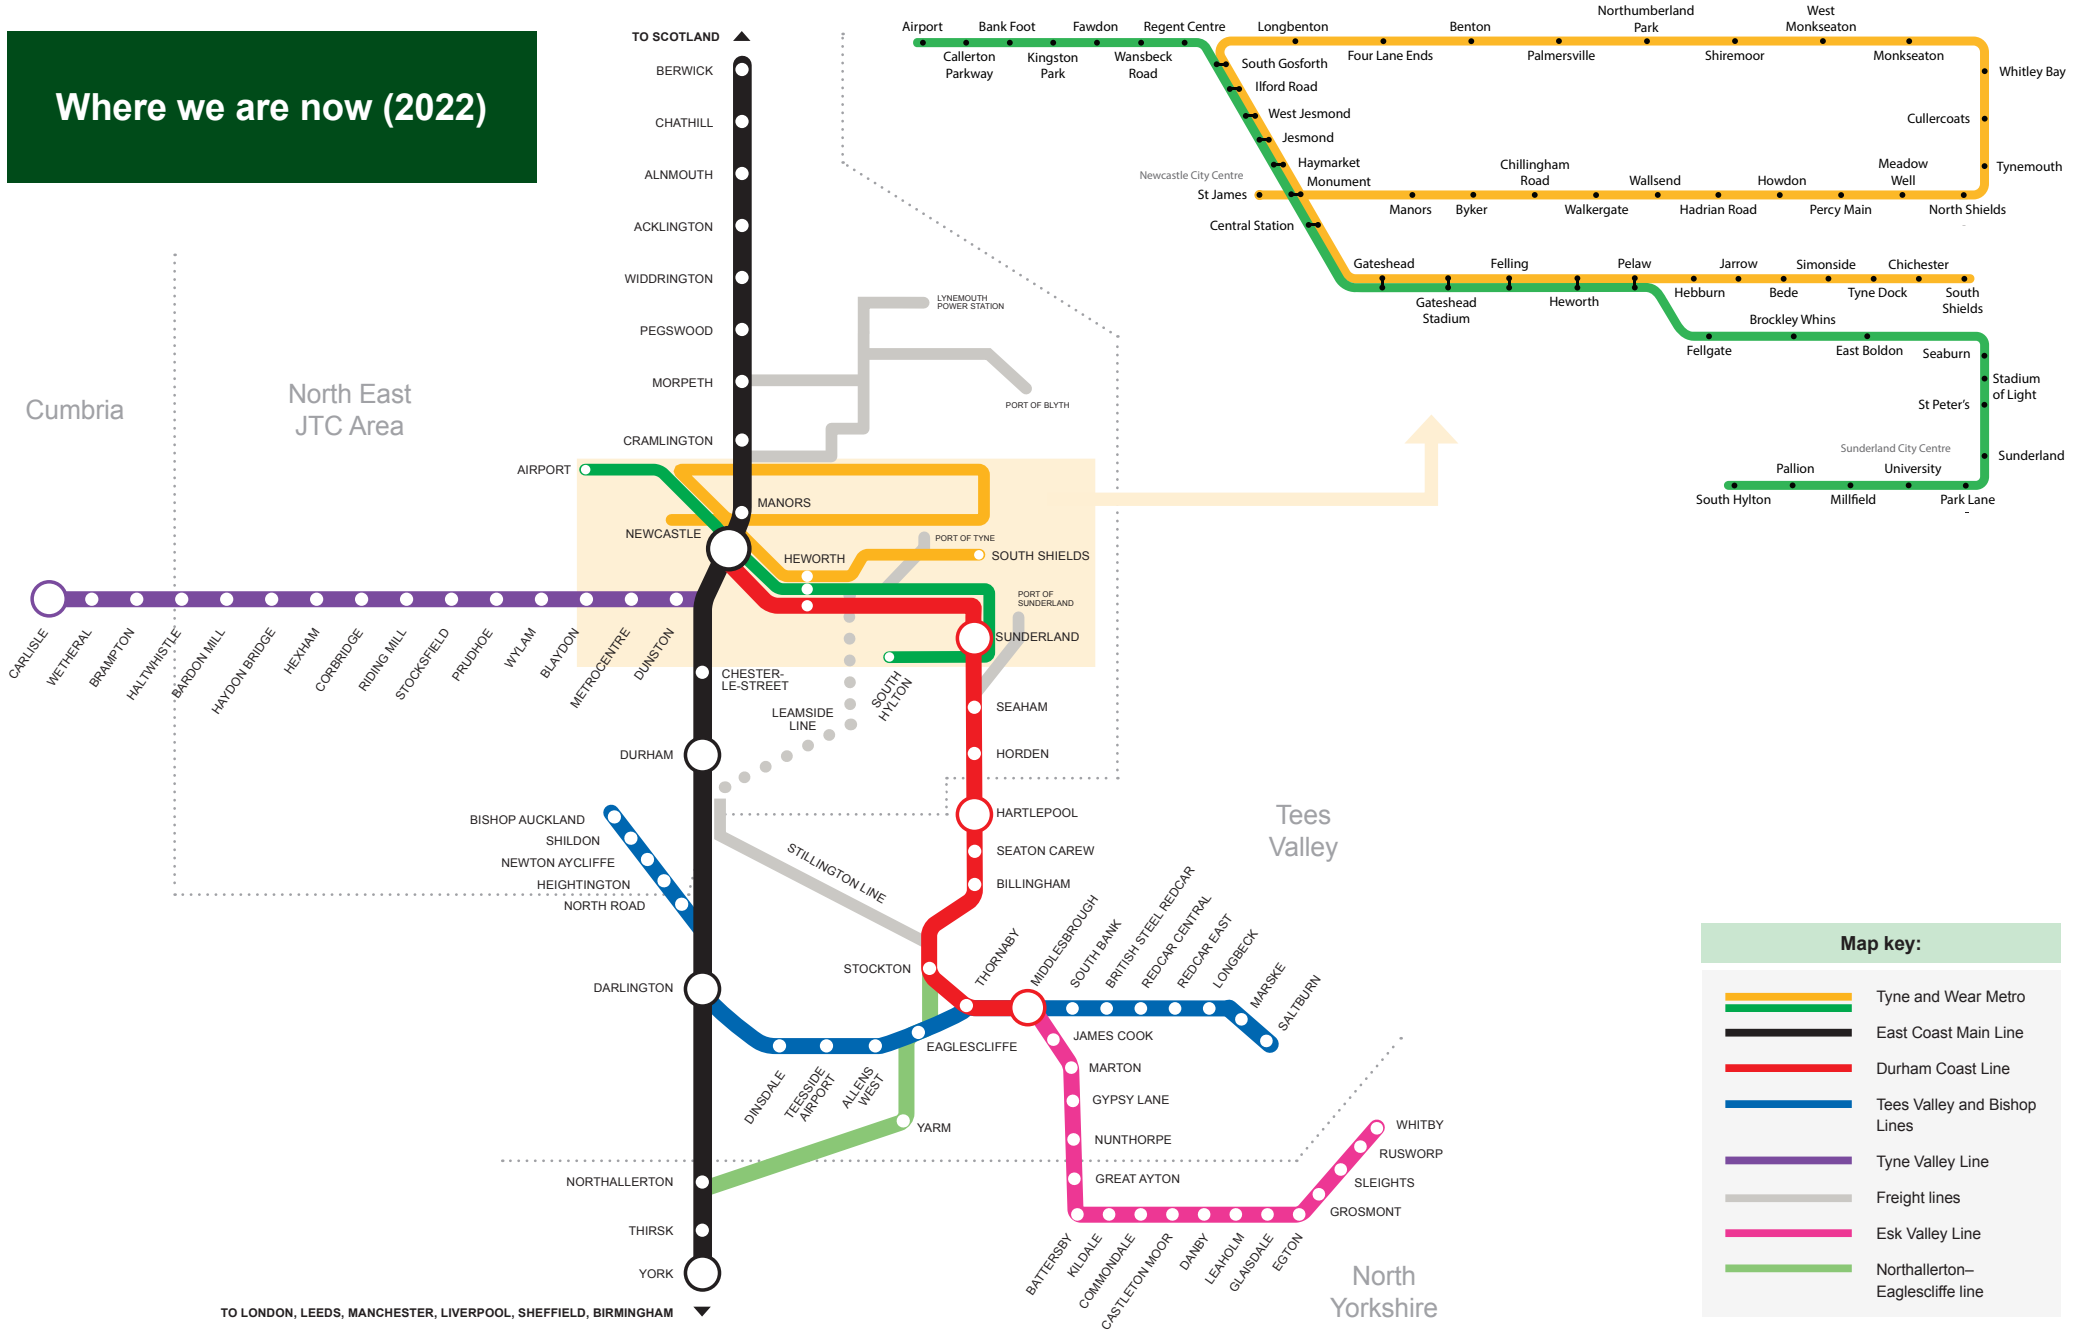 Where we are now (2022)
TO SCOTLAND
BERWICK
CHATHILL
ALNMOUTH
ACKLINGTON
WIDDRINGTON
PEGSWOOD
MORPETH
CRAMLINGTON
MANORS
NEWCASTLE
AIRPORT
HEWORTH
SOUTH SHIELDS
SUNDERLAND
SOUTH
HYLTON
LYNEMOUTH
POWER STATION
PORT OF BLYTH
PORT OF TYNE
PORT OF
SUNDERLAND
Cumbria
North East
JTC Area
CARLISLE
WETHERAL
BRAMPTON
HALTWHISTLE
BARDON MILL
HAYDON BRIDGE
HEXHAM
CORBRIDGE
RIDING MILL
STOCKSFIELD
PRUDHOE
WYLAM
BLAYDON
METROCENTRE
DUNSTON
CHESTER-
LE-STREET
LEAMSIDE
LINE
DURHAM
SEAHAM
HORDEN
HARTLEPOOL
SEATON CAREW
BILLINGHAM
STILLINGTON LINE
BISHOP AUCKLAND
SHILDON
NEWTON AYCLIFFE
HEIGHTINGTON
NORTH ROAD
DARLINGTON
STOCKTON
THORNABY
MIDDLESBROUGH
SOUTH BANK
BRITISH STEEL REDCAR
REDCAR CENTRAL
REDCAR EAST
LONGBECK
MARSKE
SALTBURN
DINSDALE
TEESSIDE
AIRPORT
ALLENS
WEST
EAGLESCLIFFE
YARM
JAMES COOK
MARTON
GYPSY LANE
NUNTHORPE
GREAT AYTON
BATTERSBY
KILDALE
COMMONDALE
CASTLETON MOOR
DANBY
LEAHOLM
GLAISDALE
EGTON
GROSMONT
SLEIGHTS
RUSWORP
WHITBY
NORTHALLERTON
THIRSK
YORK
TO LONDON, LEEDS, MANCHESTER, LIVERPOOL, SHEFFIELD, BIRMINGHAM
Tees
Valley
North
Yorkshire
Airport
Callerton
Parkway
Bank Foot
Kingston
Park
Fawdon
Wansbeck
Road
Regent Centre
South Gosforth
Ilford Road
West Jesmond
Jesmond
Haymarket
Monument
Newcastle City Centre
St James
Central Station
Longbenton
Four Lane Ends
Benton
Palmersville
Northumberland
Park
Shiremoor
West
Monkseaton
Monkseaton
Whitley Bay
Cullercoats
Tynemouth
North Shields
Meadow
Well
Percy Main
Howdon
Hadrian Road
Wallsend
Walkergate
Chillingham
Road
Byker
Manors
Gateshead
Gateshead
Stadium
Felling
Heworth
Pelaw
Hebburn
Jarrow
Bede
Simonside
Tyne Dock
Chichester
South
Shields
Fellgate
Brockley Whins
East Boldon
Seaburn
Stadium
of Light
St Peter's
Sunderland City Centre
Sunderland
Park Lane
University
Millfield
Pallion
South Hylton
Map key:
Tyne and Wear Metro
East Coast Main Line
Durham Coast Line
Tees Valley and Bishop
Lines
Tyne Valley Line
Freight lines
Esk Valley Line
Northallerton–
Eaglescliffe line